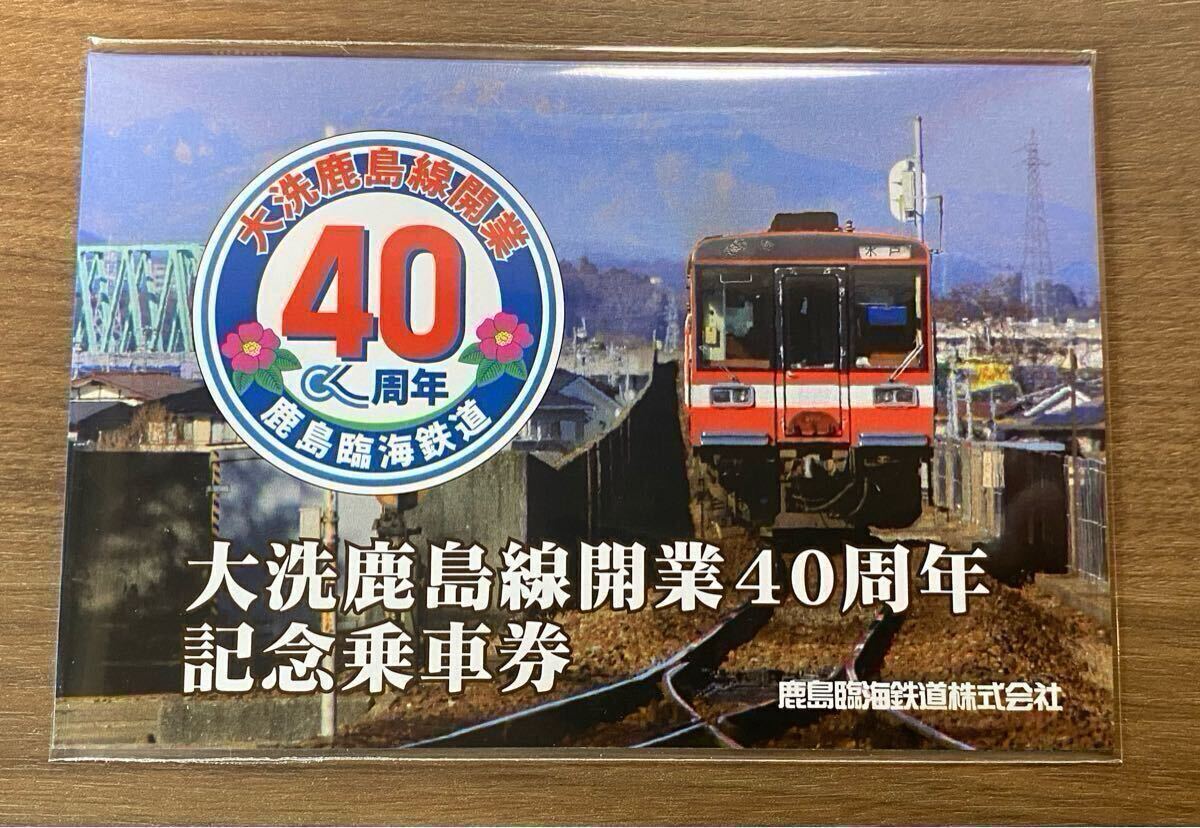 大洗鹿島線開業
40
周年
鹿島臨海鉄道
水戸
大洗鹿島線開業40周年
記念乗車券
鹿島臨海鉄道株式会社